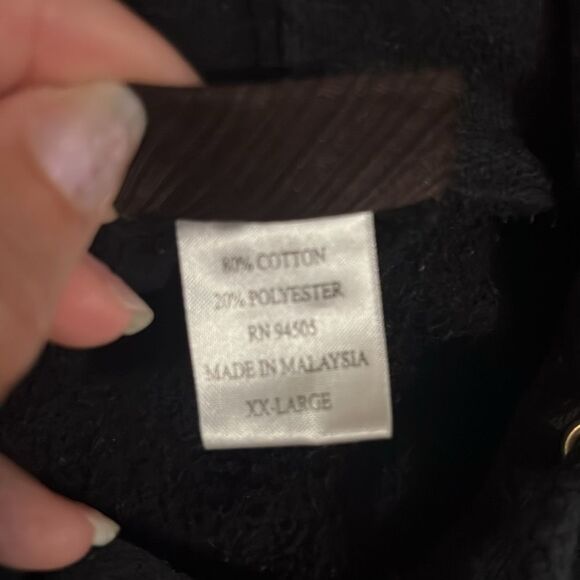 80% COTTON
20% POLYESTER
RN 94505
MADE IN MALAYSIA
XX-LARGE